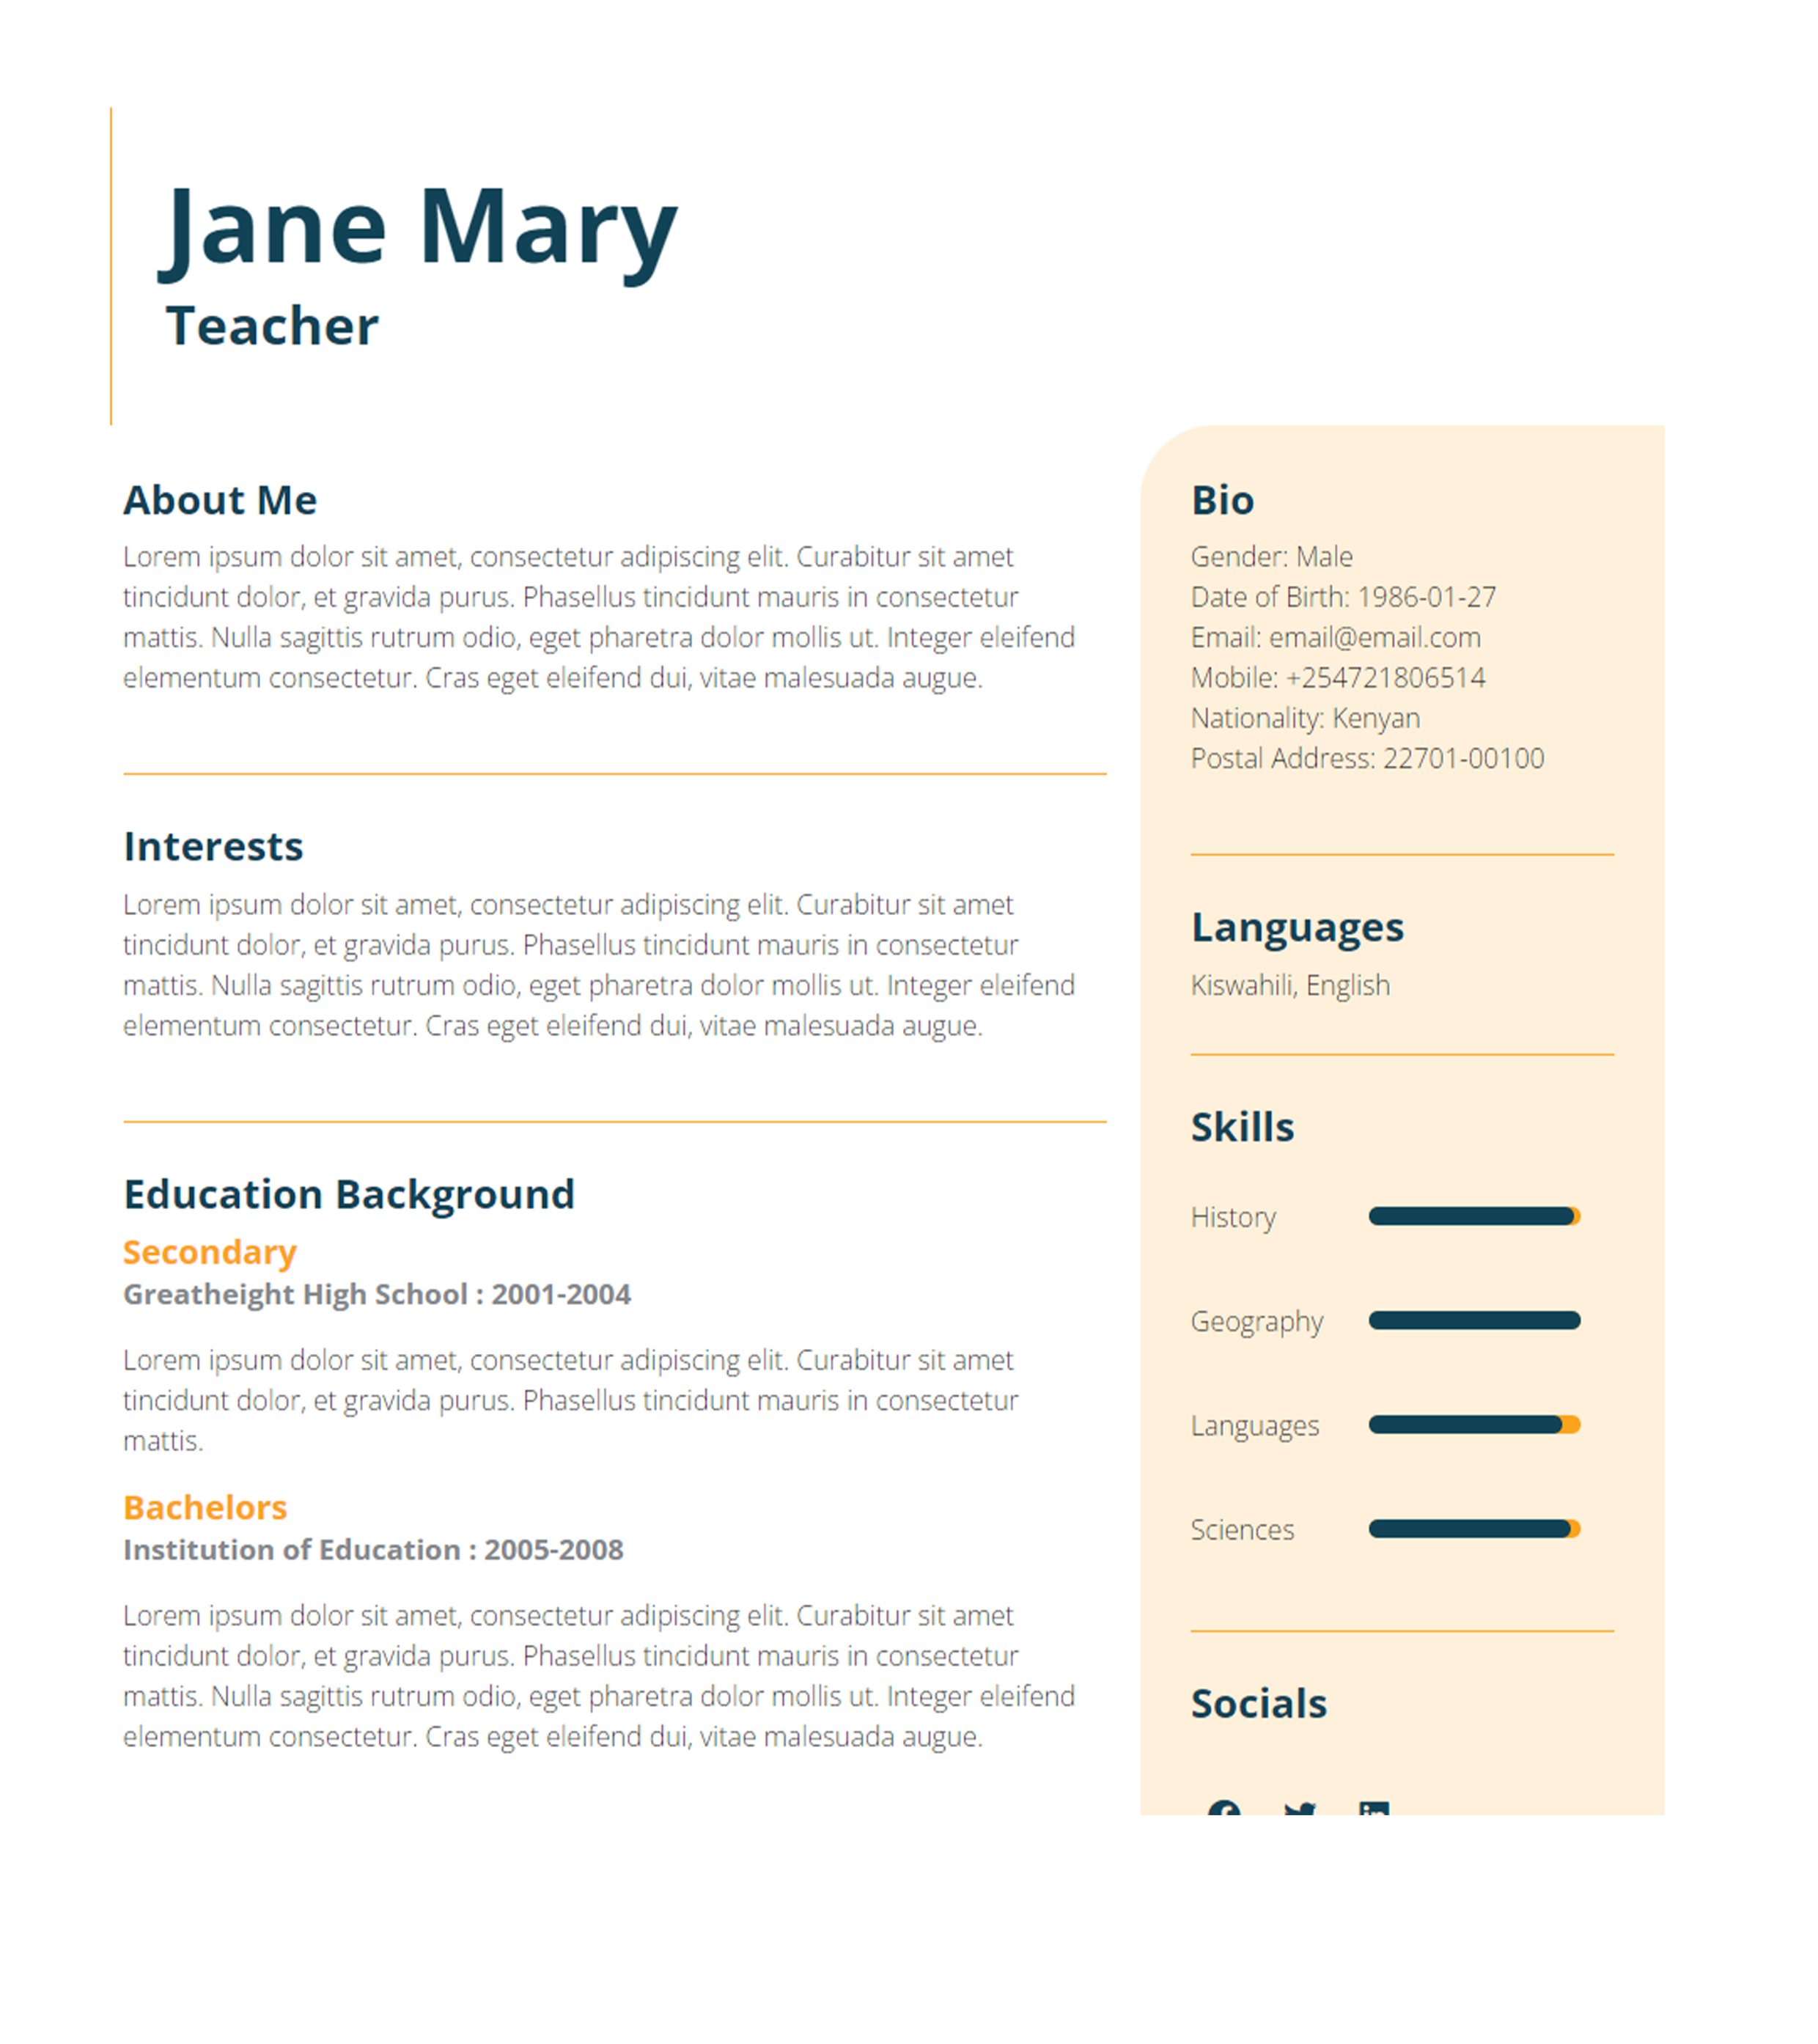 Jane Mary
Teacher
About Me
Lorem ipsum dolor sit amet, consectetur adipiscing elit. Curabitur sit amet
tincidunt dolor, et gravida purus. Phasellus tincidunt mauris in consectetur
mattis. Nulla sagittis rutrum odio, eget pharetra dolor mollis ut. Integer eleifend
elementum consectetur. Cras eget eleifend dui, vitae malesuada augue.
Interests
Lorem ipsum dolor sit amet, consectetur adipiscing elit. Curabitur sit amet
tincidunt dolor, et gravida purus. Phasellus tincidunt mauris in consectetur
mattis. Nulla sagittis rutrum odio, eget pharetra dolor mollis ut. Integer eleifend
elementum consectetur. Cras eget eleifend dui, vitae malesuada augue.
Education Background
Secondary
Greatheight High School : 2001-2004
Lorem ipsum dolor sit amet, consectetur adipiscing elit. Curabitur sit amet
tincidunt dolor, et gravida purus. Phasellus tincidunt mauris in consectetur
mattis.
Bachelors
Institution of Education : 2005-2008
Lorem ipsum dolor sit amet, consectetur adipiscing elit. Curabitur sit amet
tincidunt dolor, et gravida purus. Phasellus tincidunt mauris in consectetur
mattis. Nulla sagittis rutrum odio, eget pharetra dolor mollis ut. Integer eleifend
elementum consectetur. Cras eget eleifend dui, vitae malesuada augue.
Bio
Gender: Male
Date of Birth: 1986-01-27
Email: email@email.com
Mobile: +254721806514
Nationality: Kenyan
Postal Address: 22701-00100
Languages
Kiswahili, English
Skills
History
Geography
Languages
Sciences
Socials